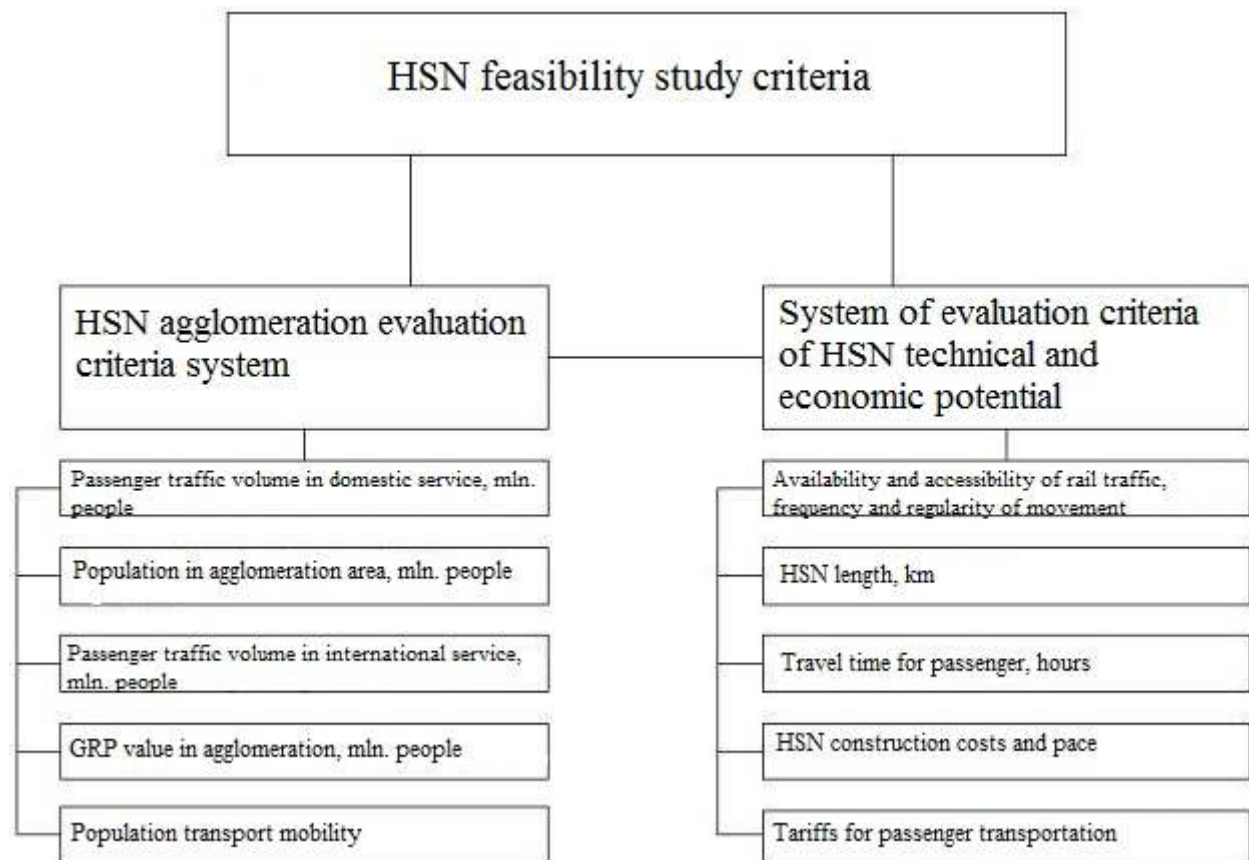 HSN feasibility study criteria
HSN agglomeration evaluation
criteria system
System of evaluation criteria
of HSN technical and
economic potential
Passenger traffic volume in domestic service, mln.
people
Population in agglomeration area, mln. people
Passenger traffic volume in international service,
mln. people
GRP value in agglomeration, mln. people
Population transport mobility
Availability and accessibility of rail traffic,
frequency and regularity of movement
HSN length, km
Travel time for passenger, hours
HSN construction costs and pace
Tariffs for passenger transportation